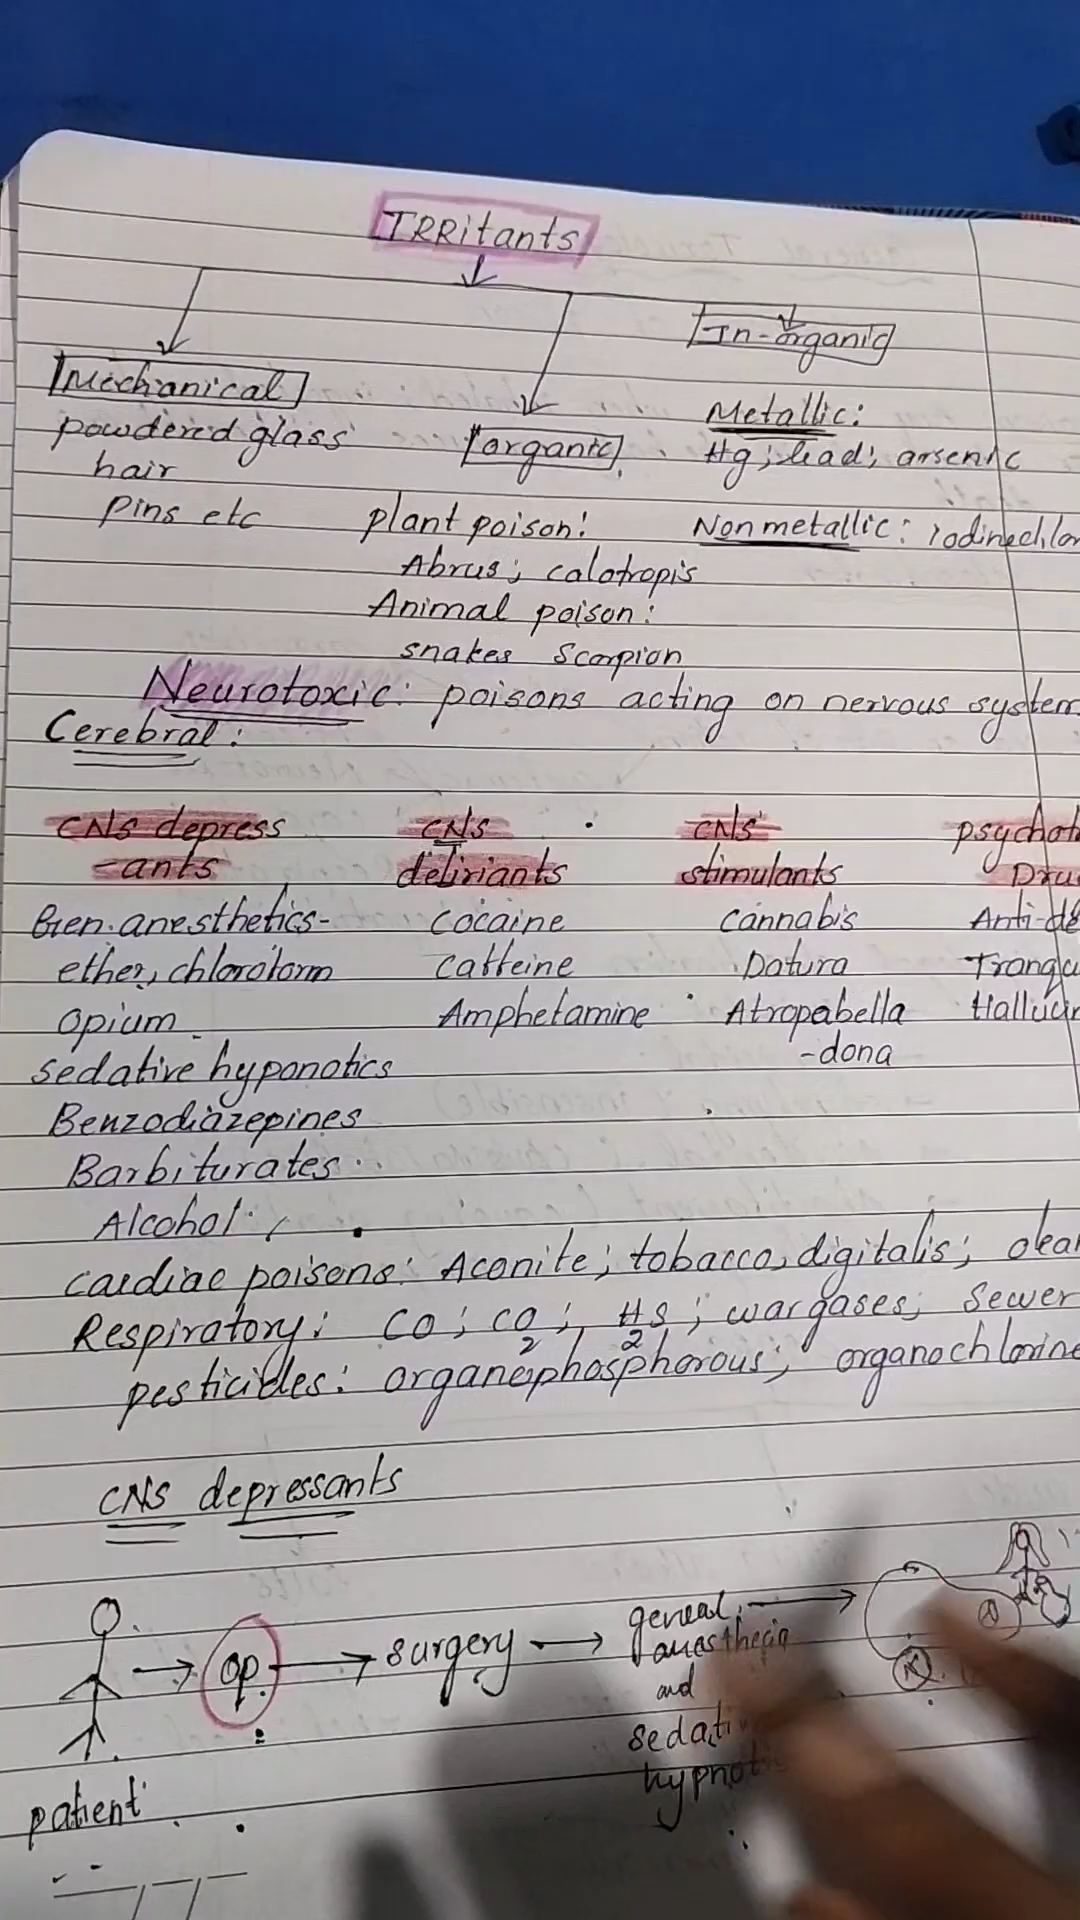 IRRitants
In-organic
Mechanical
powdered glass
hair
pins etc
organic
plant poison:
Abrus; calotropis
Animal poison:
snakes Scorpion
Metallic:
Hg; lead; arsenic
Nonmetallic:
Neurotoxic: poisons acting on nervous system
Cerebral:
CNS depress
-ants
Gen. anesthetics-
ether, chloroform
opium
sedative hyponotics
Benzodiazepines
Barbiturates
Alcohol
CNS
deliriants
cocaine
caffeine
Amphetamine
CNS
stimulants
cannabis
Datura
Atropabella
-dona
cardiac poisons: Aconite; tobacco, digitalis;
Respiratory: CO; CO2; H2S; war gases; sewer
pesticides: organophosphorous; organochlorine
CNS depressants
patient
op
surgery
general
anesthesia
and